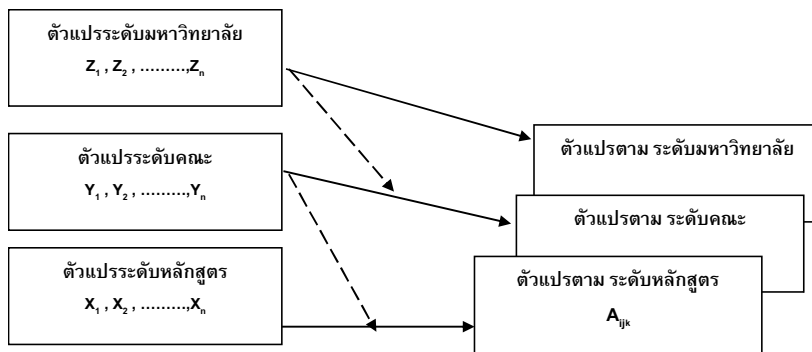 ตัวแปรระดับมหาวิทยาลัย
Z₁ , Z₂ , ………,Zₙ
ตัวแปรระดับคณะ
Y₁ , Y₂ , ………,Yₙ
ตัวแปรระดับหลักสูตร
X₁ , X₂ , ………,Xₙ
ตัวแปรตาม ระดับมหาวิทยาลัย
ตัวแปรตาม ระดับคณะ
ตัวแปรตาม ระดับหลักสูตร
Aᵢⱼₖ